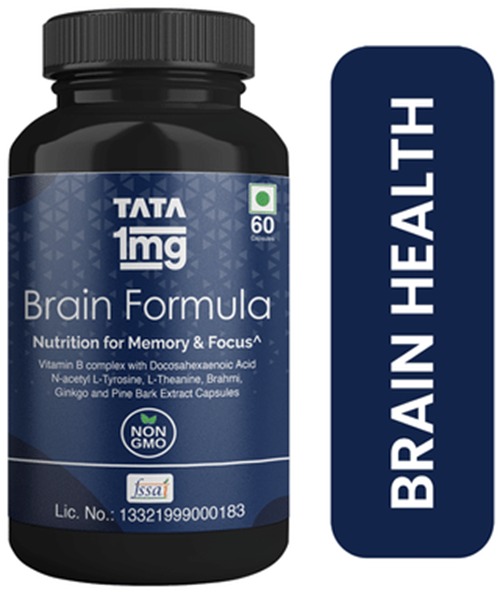 TATA
1mg
60
Capsules
Brain Formula
Nutrition for Memory & Focus^
Vitamin B complex with Docosahexaenoic Acid
N-acetyl L-Tyrosine, L-Theanine, Brahmi,
Ginkgo and Pine Bark Extract Capsules
NON
GMO
fssai
Lic. No.: 13321999000183
BRAIN HEALTH